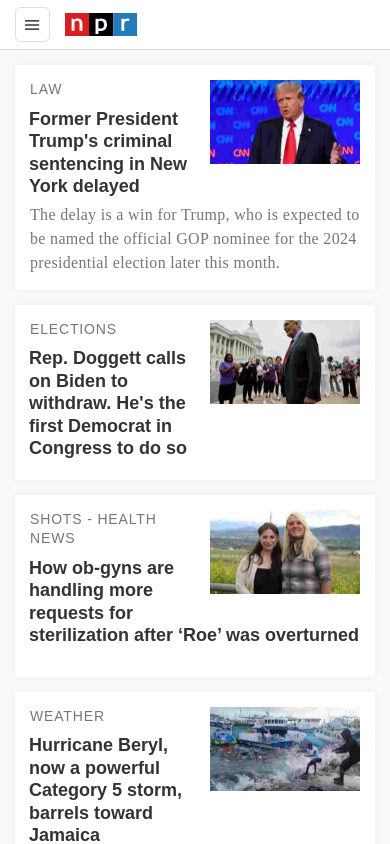 npr
LAW
Former President
Trump's criminal
sentencing in New
York delayed
The delay is a win for Trump, who is expected to
be named the official GOP nominee for the 2024
presidential election later this month.
CNN
CNN
CNN
ELECTIONS
Rep. Doggett calls
on Biden to
withdraw. He's the
first Democrat in
Congress to do so
SHOTS - HEALTH
NEWS
How ob-gyns are
handling more
requests for
sterilization after ‘Roe’ was overturned
WEATHER
Hurricane Beryl,
now a powerful
Category 5 storm,
barrels toward
Jamaica